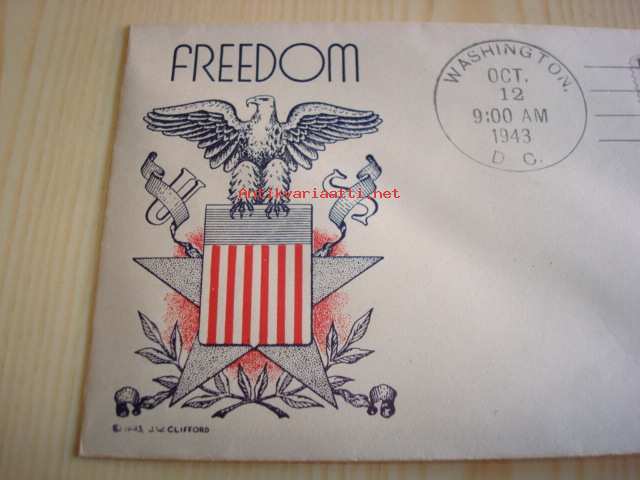 FREEDOM
WASHINGTON,
OCT.
12
9:00 AM
1943
D. C.
U S
Antikvariaatti.net
© 1943 J.W. CLIFFORD